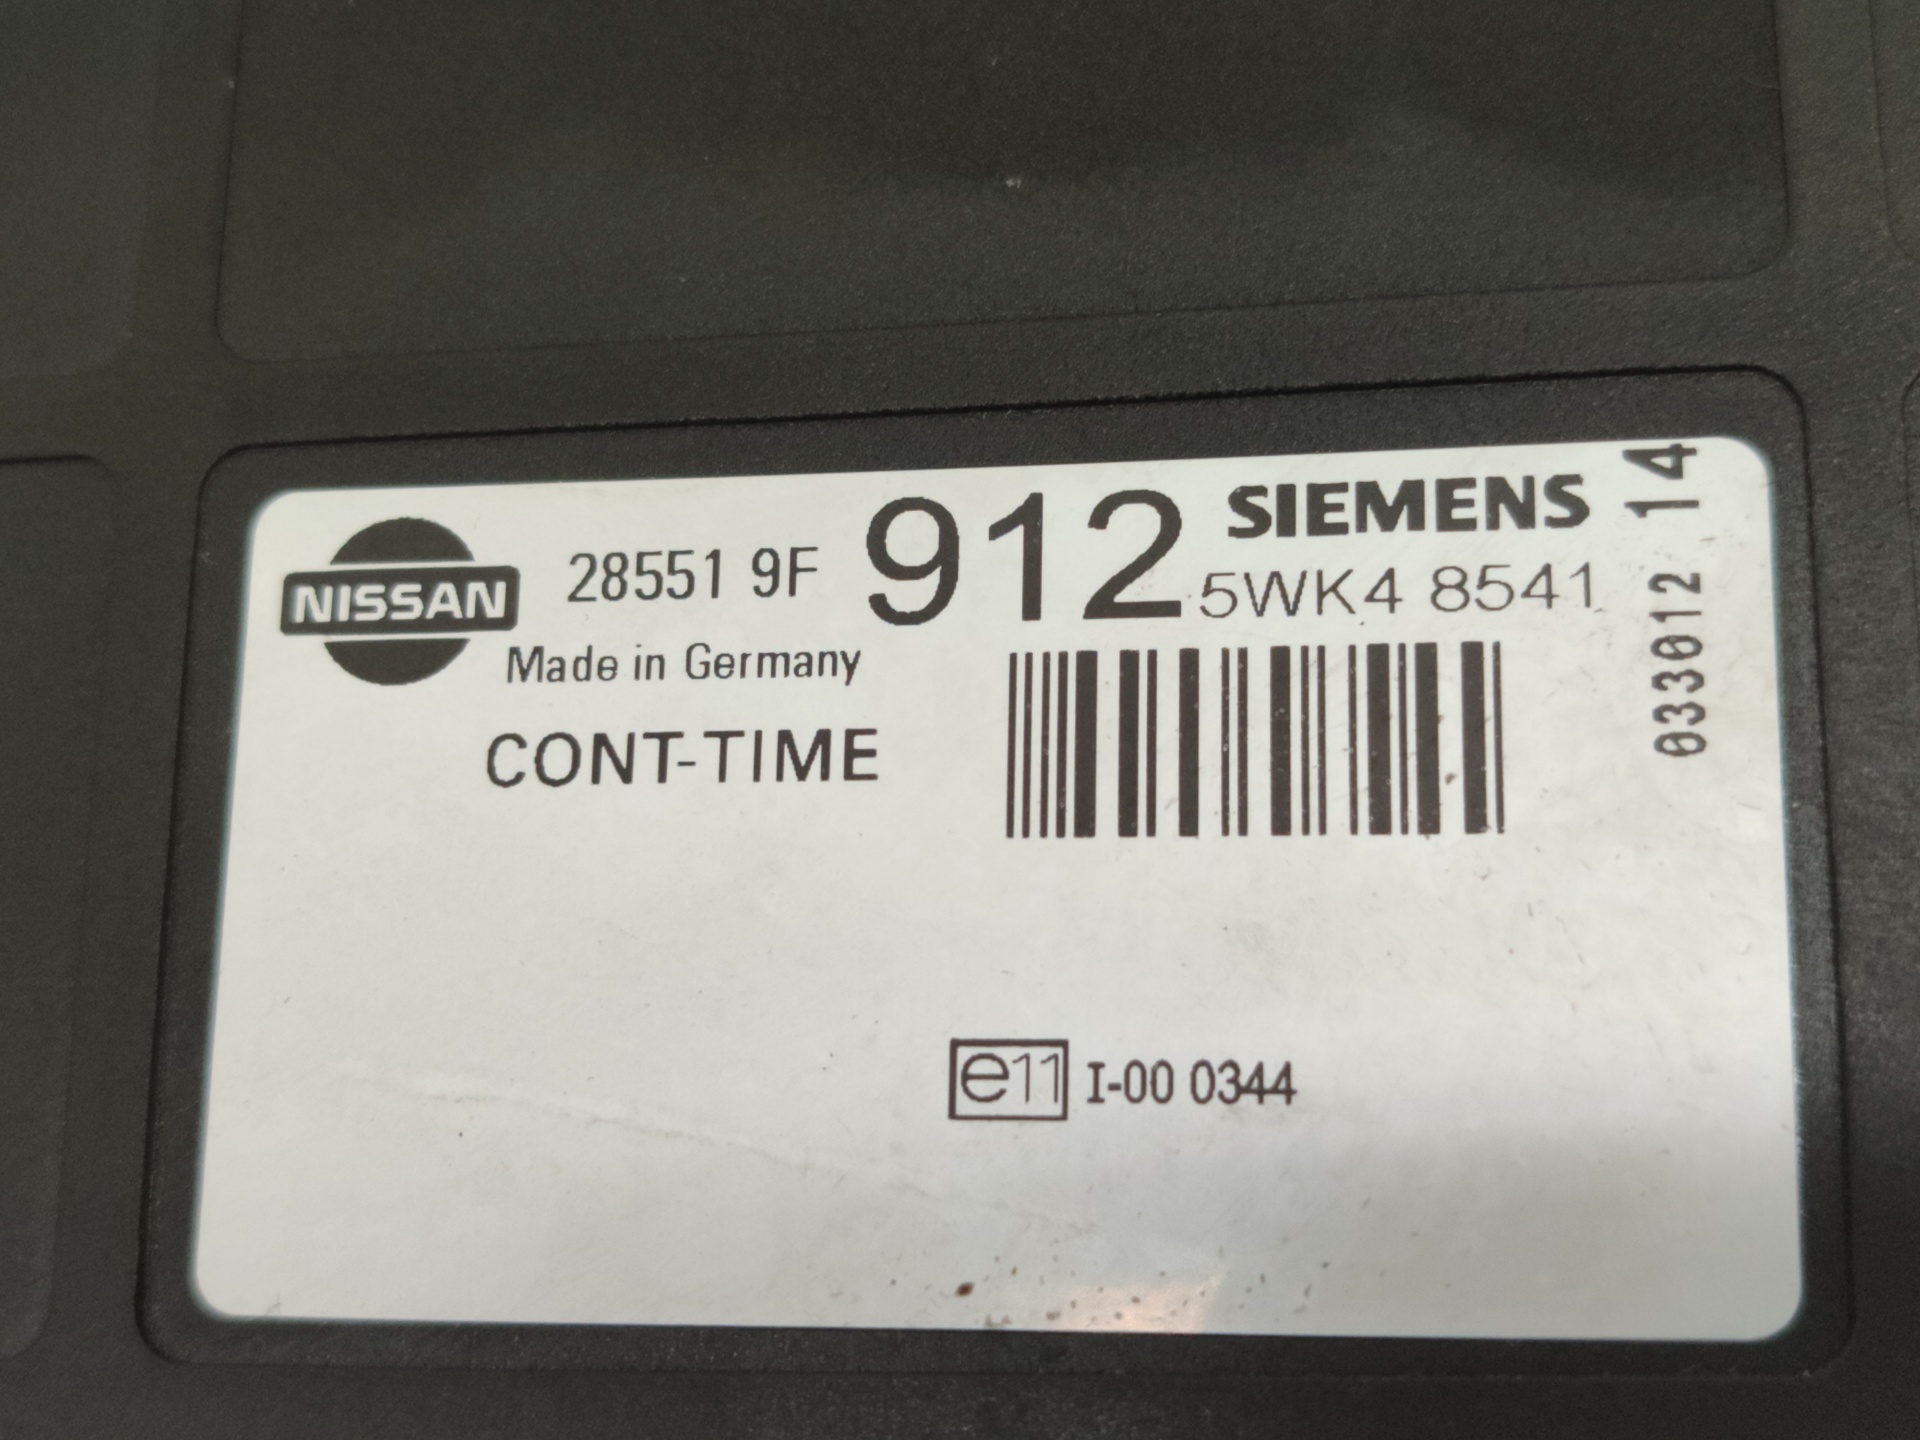 NISSAN 28551 9F 912 SIEMENS
5WK4 8541
Made in Germany
CONT-TIME
033012 14
e11 I-00 0344